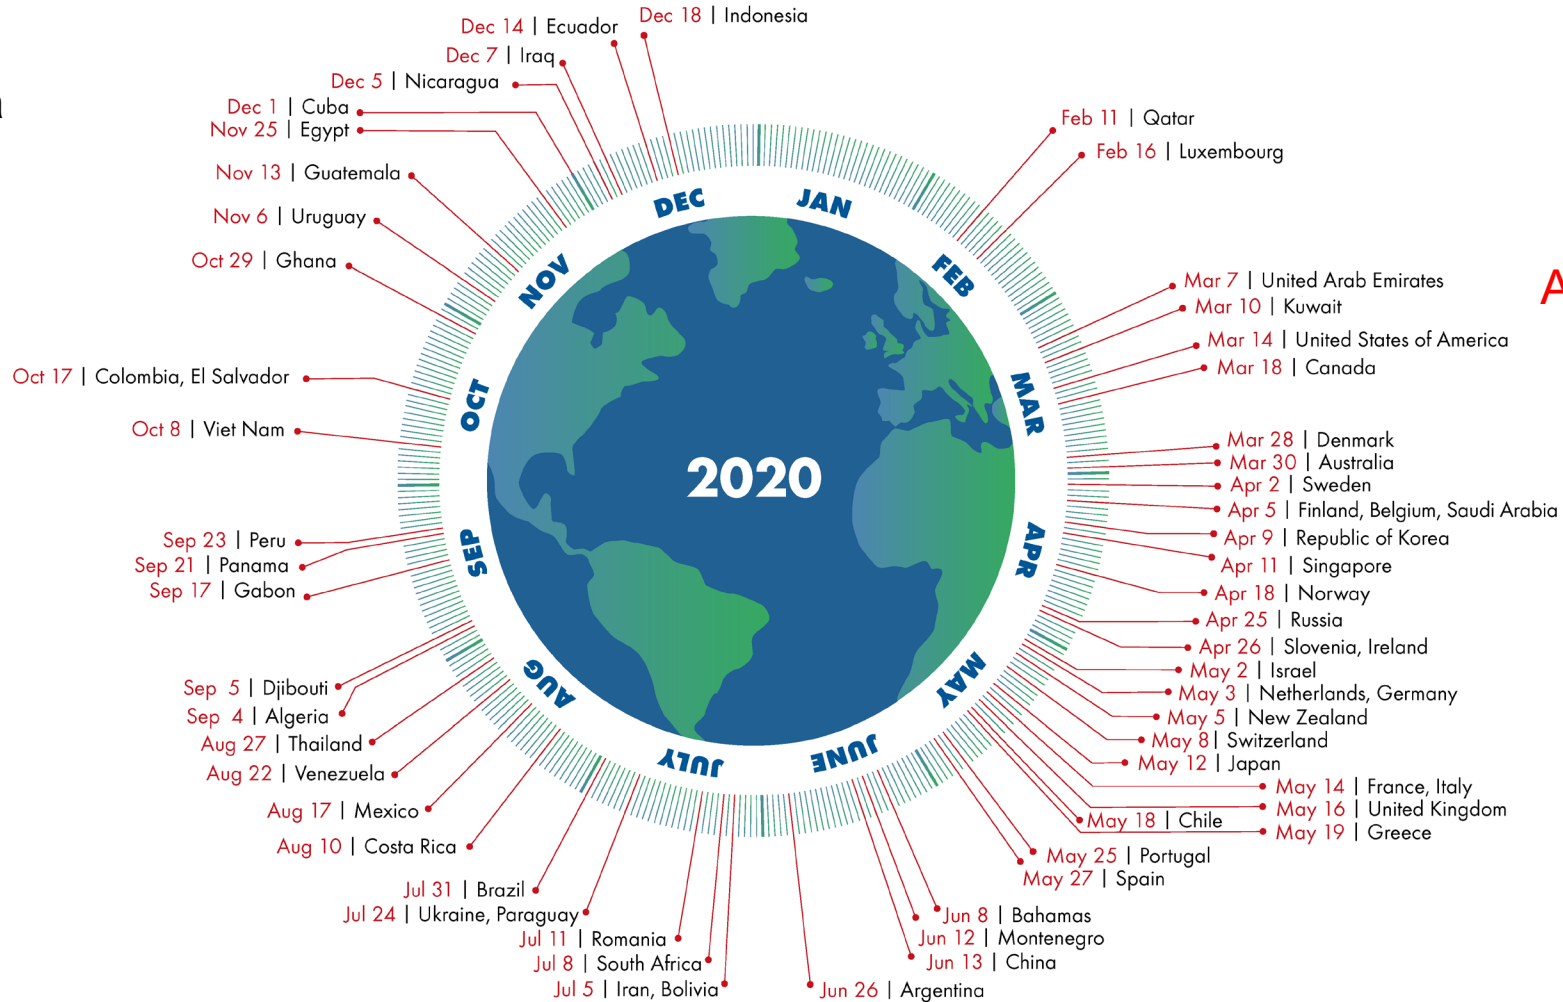 Dec 18 | Indonesia
Dec 14 | Ecuador
Dec 7 | Iraq
Dec 5 | Nicaragua
Dec 1 | Cuba
Nov 25 | Egypt
Nov 13 | Guatemala
Nov 6 | Uruguay
Oct 29 | Ghana
Oct 17 | Colombia, El Salvador
Oct 8 | Viet Nam
Sep 23 | Peru
Sep 21 | Panama
Sep 17 | Gabon
Sep 5 | Djibouti
Sep 4 | Algeria
Aug 27 | Thailand
Aug 22 | Venezuela
Aug 17 | Mexico
Aug 10 | Costa Rica
Jul 31 | Brazil
Jul 24 | Ukraine, Paraguay
Jul 11 | Romania
Jul 8 | South Africa
Jul 5 | Iran, Bolivia
Feb 11 | Qatar
Feb 16 | Luxembourg
Mar 7 | United Arab Emirates
Mar 10 | Kuwait
Mar 14 | United States of America
Mar 18 | Canada
Mar 28 | Denmark
Mar 30 | Australia
Apr 2 | Sweden
Apr 5 | Finland, Belgium, Saudi Arabia
Apr 9 | Republic of Korea
Apr 11 | Singapore
Apr 18 | Norway
Apr 25 | Russia
Apr 26 | Slovenia, Ireland
May 2 | Israel
May 3 | Netherlands, Germany
May 5 | New Zealand
May 8 | Switzerland
May 12 | Japan
May 14 | France, Italy
May 16 | United Kingdom
May 18 | Chile
May 19 | Greece
May 25 | Portugal
May 27 | Spain
Jun 8 | Bahamas
Jun 12 | Montenegro
Jun 13 | China
Jun 26 | Argentina
JAN
FEB
MAR
APR
MAY
JUNE
JULY
AUG
SEP
OCT
NOV
DEC
2020